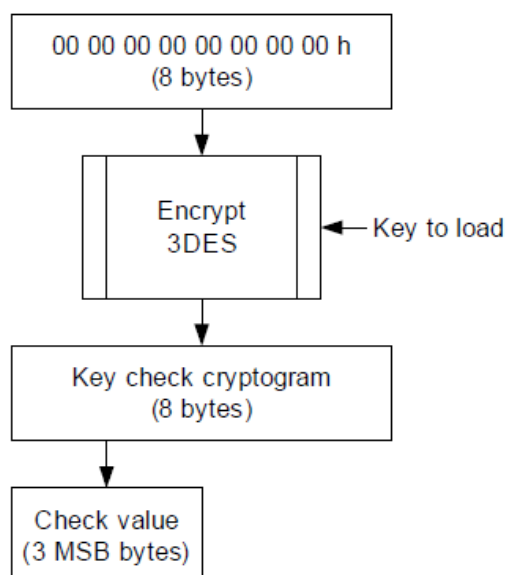 00 00 00 00 00 00 00 00 h
(8 bytes)
Encrypt
3DES
Key to load
Key check cryptogram
(8 bytes)
Check value
(3 MSB bytes)